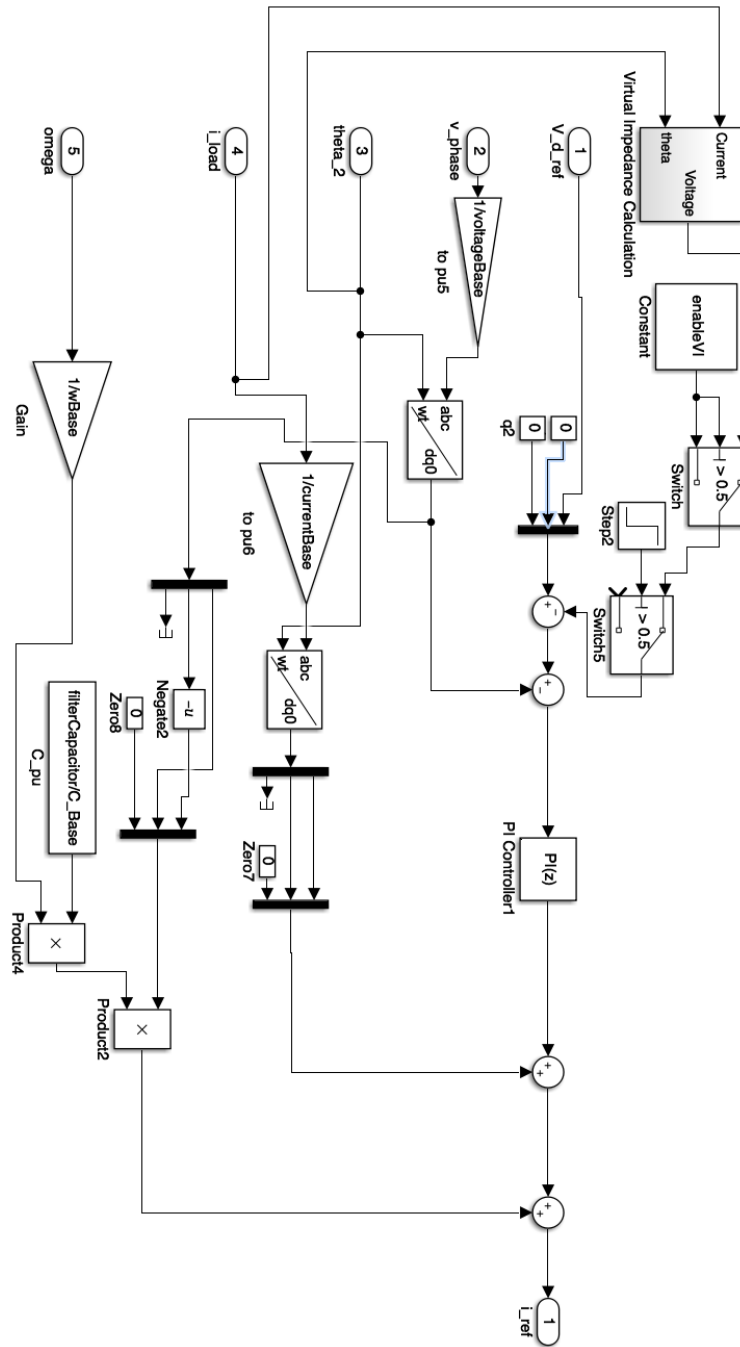 Current
Voltage
theta
Virtual Impedance Calculation
enableVI
Constant
> 0.5
Switch
Step2
> 0.5
Switch5
1
V_d_ref
0
0
q2
2
v_phase
1/voltageBase
to pu5
abc
wt
dq0
3
theta_2
4
i_load
1/currentBase
to pu6
abc
wt
dq0
PI(z)
PI Controller1
0
Zero7
-u
Negate2
0
Zero8
5
omega
1/wBase
Gain
filterCapacitor/C_Base
C_pu
×
Product4
×
Product2
+
-
+
-
+
+
+
+
1
i_ref